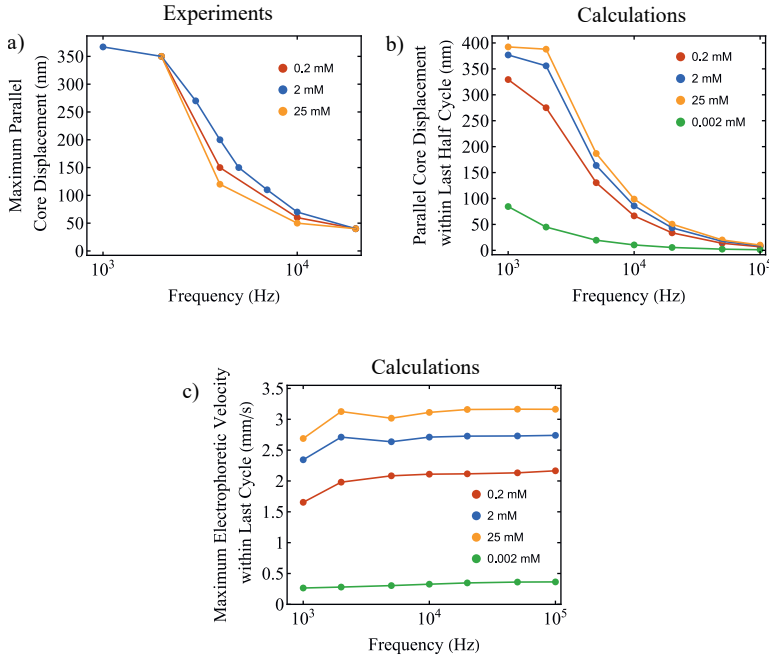 Experiments
a)
Maximum Parallel
Core Displacement (nm)
350
300
250
200
150
100
50
0
10³
10⁴
Frequency (Hz)
0.2 mM
2 mM
25 mM
Calculations
b)
Parallel Core Displacement
within Last Half Cycle (nm)
400
350
300
250
200
150
100
50
0
10³
10⁴
10⁵
Frequency (Hz)
0.2 mM
2 mM
25 mM
0.002 mM
Calculations
c)
Maximum Electrophoretic Velocity
within Last Cycle (mm/s)
3.5
3
2.5
2
1.5
1
0.5
0
10³
10⁴
10⁵
Frequency (Hz)
0.2 mM
2 mM
25 mM
0.002 mM